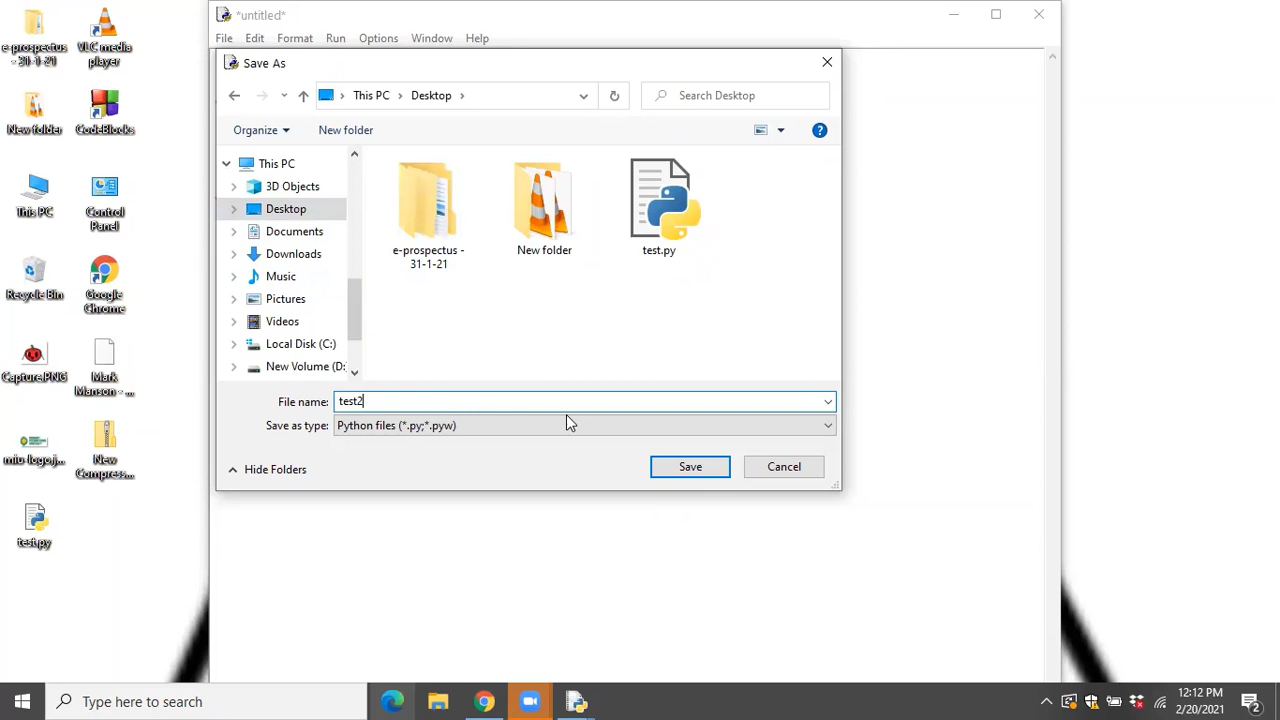 *untitled*
File Edit Format Run Options Window Help
Save As
This PC Desktop
Search Desktop
Organize New folder
This PC
3D Objects
Desktop
Documents
Downloads
Music
Pictures
Videos
Local Disk (C:)
New Volume (D:
e-prospectus -
31-1-21
New folder
test.py
File name: test2
Save as type: Python files (*.py;*.pyw)
Hide Folders
Save
Cancel
e-prospectus
- 31-1-21
VLC media
player
New folder
CodeBlocks
This PC
Control
Panel
Recycle Bin
Google
Chrome
Capture.PNG
Mark
Manson - ...
miu-logo.j...
New
Compress...
test.py
Type here to search
12:12 PM
2/20/2021
2